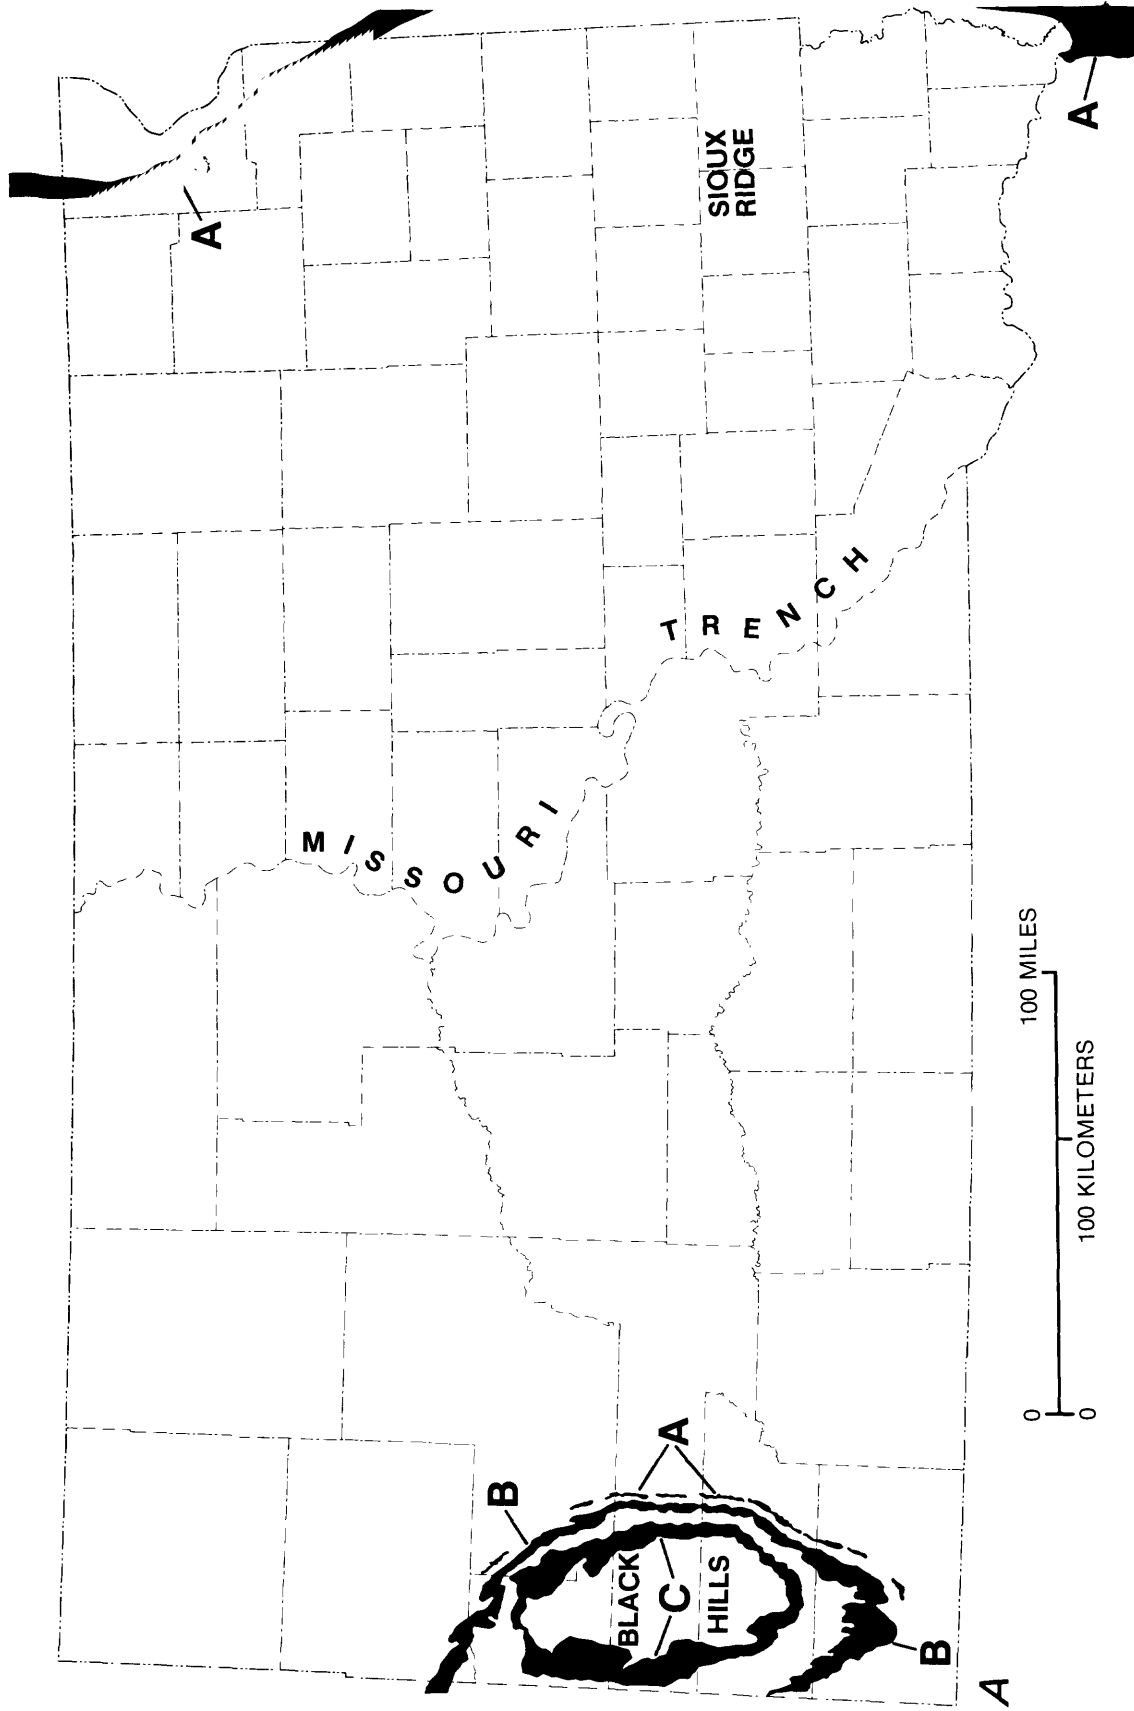 A
SIOUX
RIDGE
A
MISSOURI
TRENCH
B
A
BLACK
C
HILLS
B
0
100 MILES
0
100 KILOMETERS
A